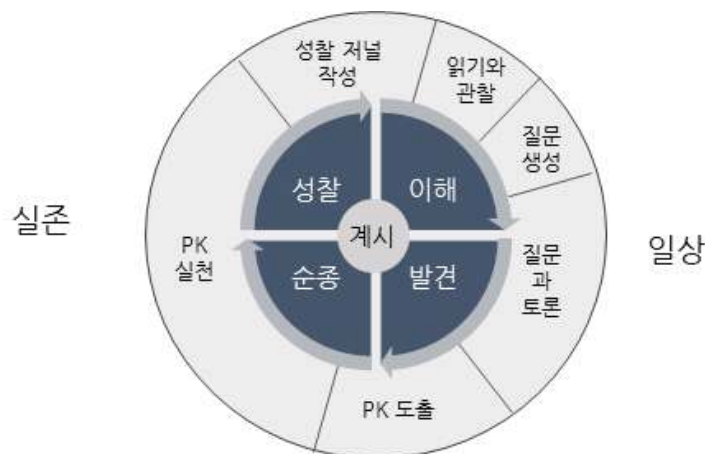 성찰 저널
작성
읽기와
관찰
질문
생성
성찰
이해
실존
계시
일상
PK
실천
질문
과
토론
순종
발견
PK 도출